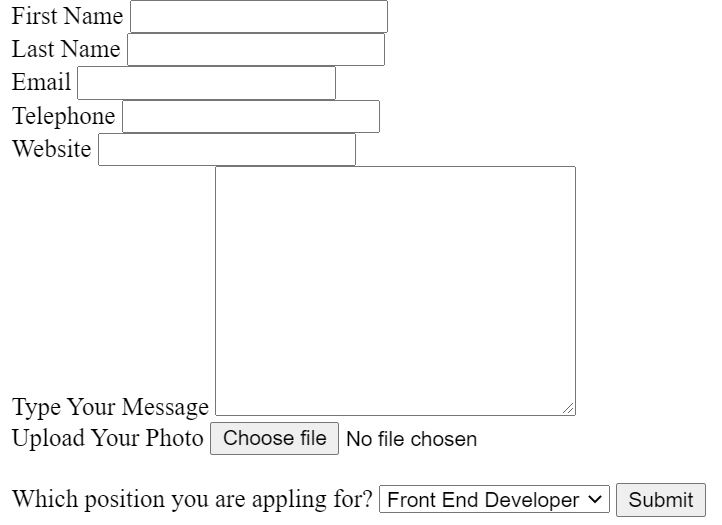 First Name
Last Name
Email
Telephone
Website
Type Your Message
Upload Your Photo Choose file No file chosen
Which position you are appling for? Front End Developer Submit